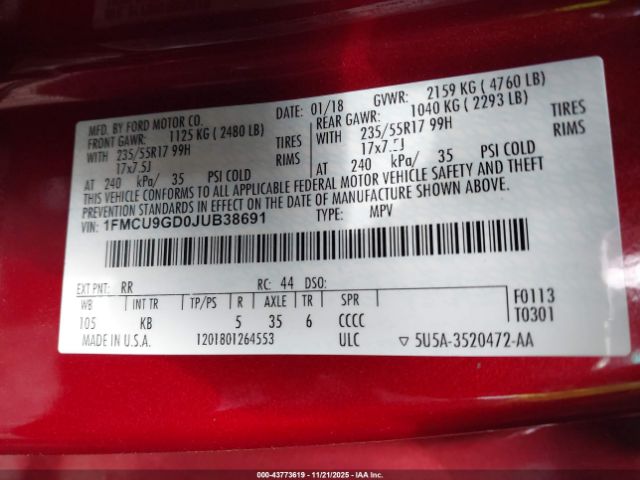 MFD. BY FORD MOTOR CO. DATE: 01/18 GVWR: 2159 KG ( 4760 LB)
FRONT GAWR: 1125 KG ( 2480 LB) REAR GAWR: 1040 KG ( 2293 LB)
WITH 235/55R17 99H TIRES WITH 235/55R17 99H TIRES
17x7.5J RIMS 17x7.5J RIMS
AT 240 kPa/ 35 PSI COLD AT 240 kPa/ 35 PSI COLD
THIS VEHICLE CONFORMS TO ALL APPLICABLE FEDERAL MOTOR VEHICLE SAFETY AND THEFT
PREVENTION STANDARDS IN EFFECT ON THE DATE OF MANUFACTURE SHOWN ABOVE.
VIN: 1FMCU9GD0JUB38691 TYPE: MPV
EXT PNT: RR RC: 44 DSO: F0113
WB INT TR TP/PS R AXLE TR SPR T0301
105 KB 5 35 6 CCCC
MADE IN U.S.A. 1201801264553 ULC ▽ 5U5A-3520472-AA
000-43773619 - 11/21/2025 - IAA Inc.